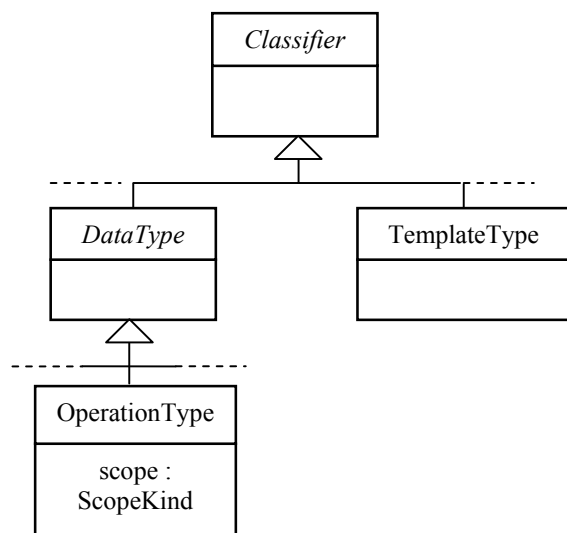 Classifier
DataType
TemplateType
OperationType
scope :
ScopeKind